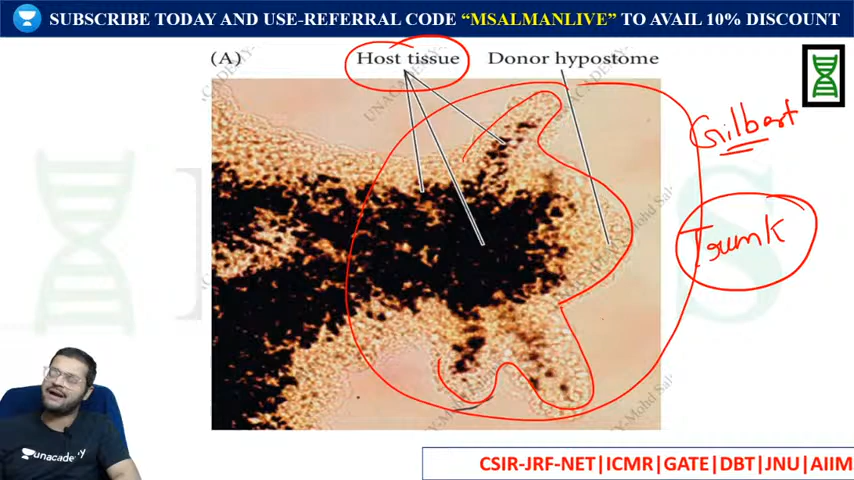 SUBSCRIBE TODAY AND USE-REFERRAL CODE “MSALMANLIVE” TO AVAIL 10% DISCOUNT
(A)
Host tissue
Donor hypostome
Gilbert
Trunk
unacademy
CSIR-JRF-NET|ICMR|GATE|DBT|JNU|AIIM